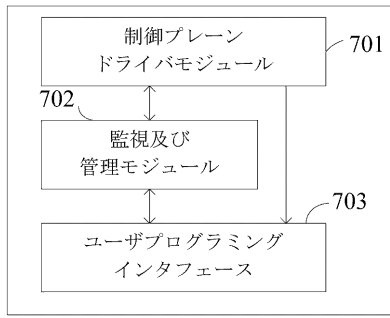 制御プレーン
ドライバモジュール
701
702
監視及び
管理モジュール
703
ユーザプログラミング
インタフェース